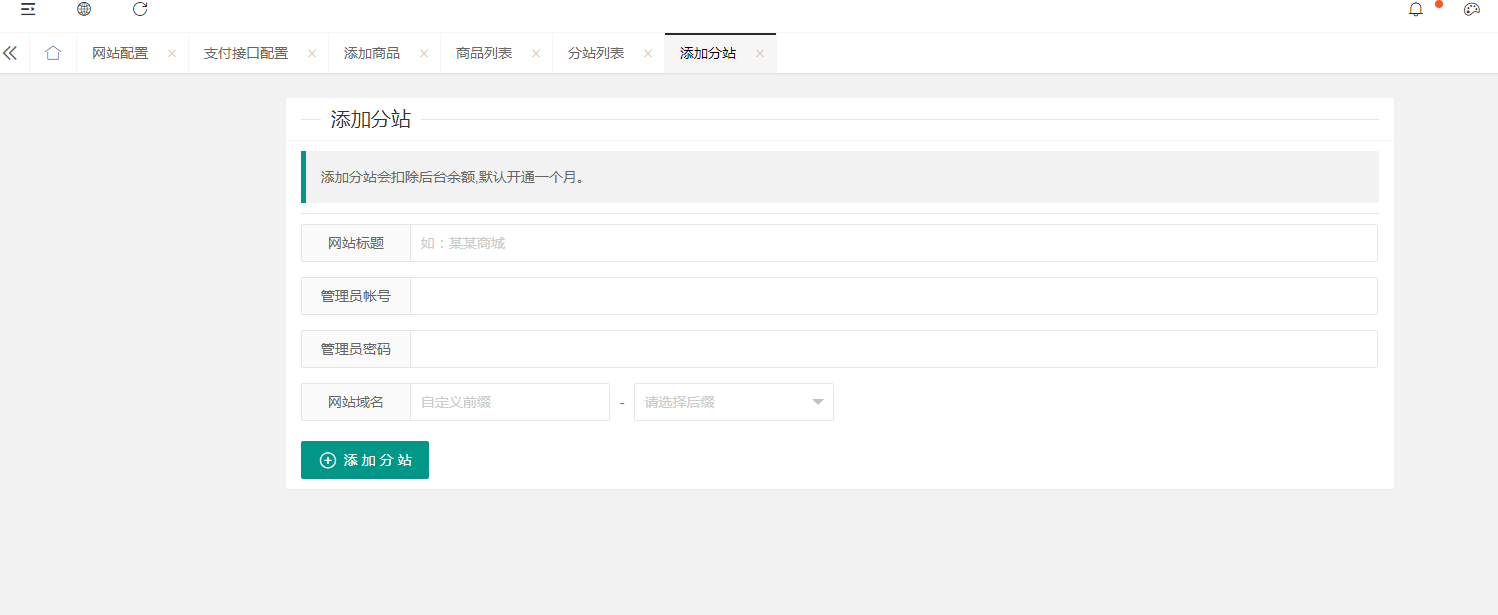 网站配置 支付接口配置 添加商品 商品列表 分站列表 添加分站
添加分站
添加分站会扣除后台余额,默认开通一个月。
网站标题 如：某某商城
管理员帐号
管理员密码
网站域名 自定义前缀 - 请选择后缀
添加分站